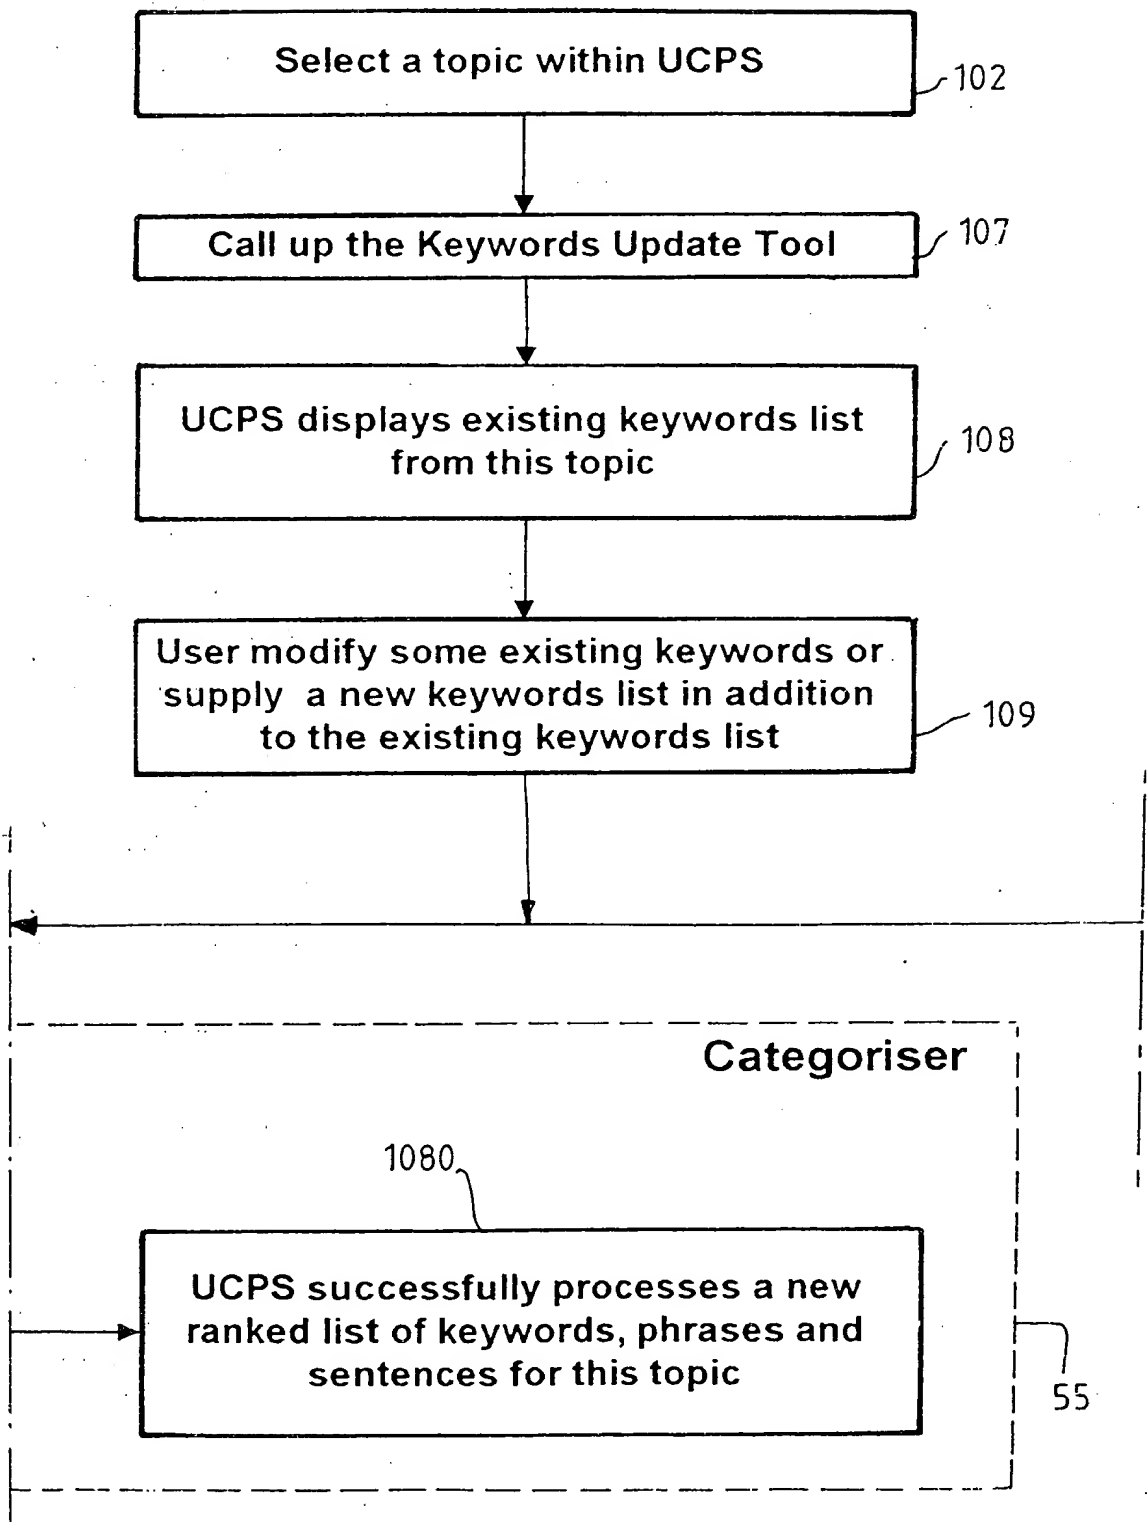 Select a topic within UCPS
102
Call up the Keywords Update Tool
107
UCPS displays existing keywords list
from this topic
108
User modify some existing keywords or
supply a new keywords list in addition
to the existing keywords list
109
Categoriser
1080
UCPS successfully processes a new
ranked list of keywords, phrases and
sentences for this topic
55